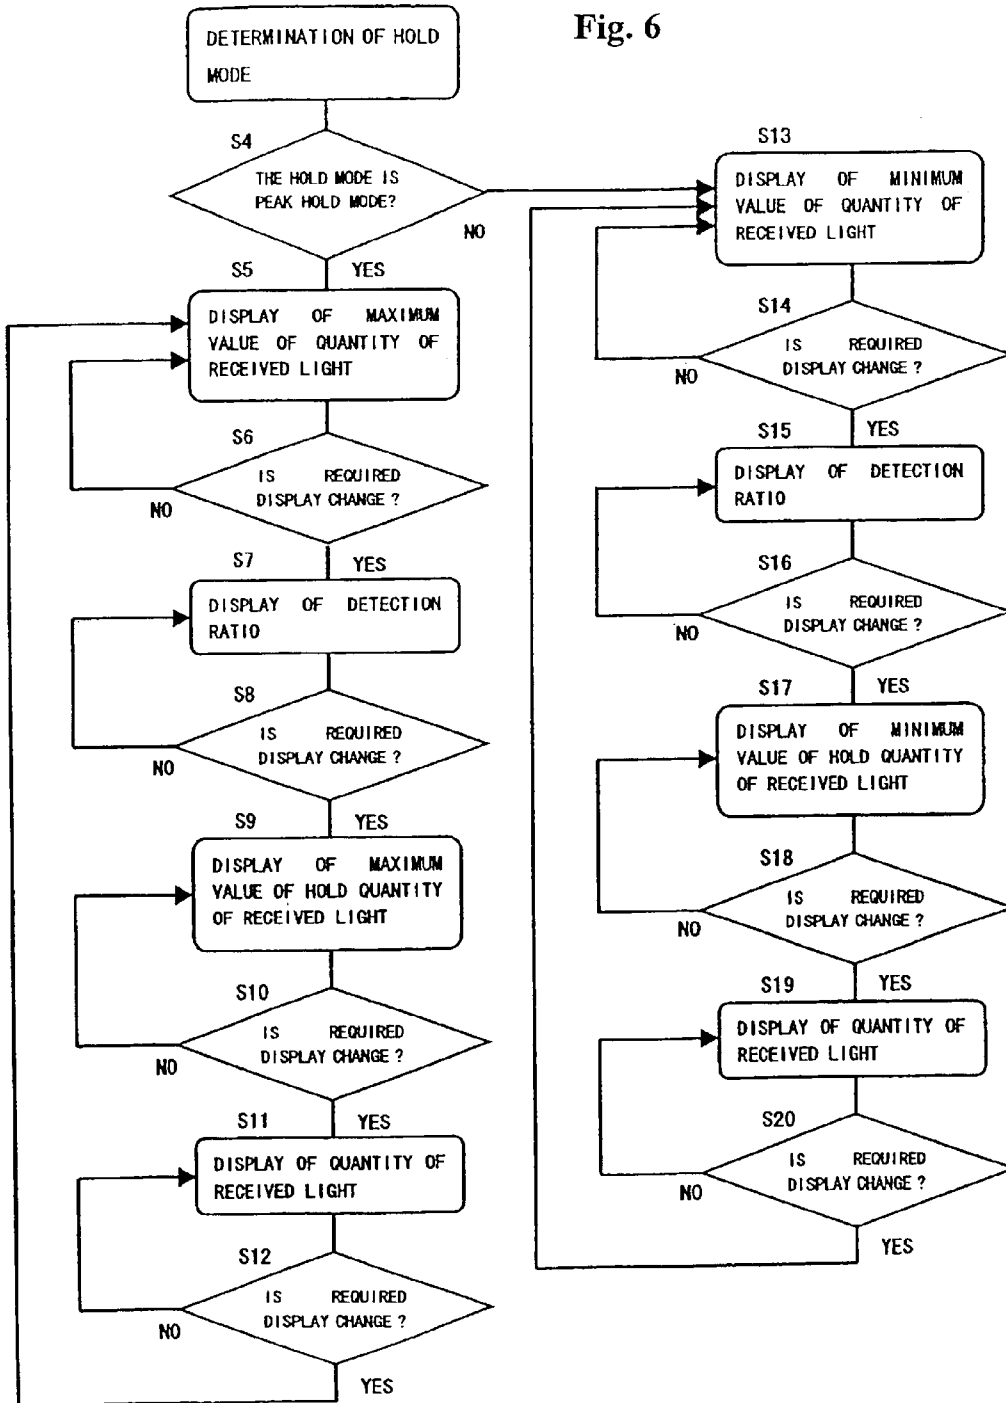 Fig. 6
DETERMINATION OF HOLD
MODE
S4
THE HOLD MODE IS
PEAK HOLD MODE?
NO
S5
YES
DISPLAY OF MAXIMUM
VALUE OF QUANTITY OF
RECEIVED LIGHT
S6
IS REQUIRED
DISPLAY CHANGE ?
NO
S7
YES
DISPLAY OF DETECTION
RATIO
S8
IS REQUIRED
DISPLAY CHANGE ?
NO
S9
YES
DISPLAY OF MAXIMUM
VALUE OF HOLD QUANTITY
OF RECEIVED LIGHT
S10
IS REQUIRED
DISPLAY CHANGE ?
NO
S11
YES
DISPLAY OF QUANTITY OF
RECEIVED LIGHT
S12
IS REQUIRED
DISPLAY CHANGE ?
NO
YES
S13
DISPLAY OF MINIMUM
VALUE OF QUANTITY OF
RECEIVED LIGHT
S14
IS REQUIRED
DISPLAY CHANGE ?
NO
S15
YES
DISPLAY OF DETECTION
RATIO
S16
IS REQUIRED
DISPLAY CHANGE ?
NO
S17
YES
DISPLAY OF MINIMUM
VALUE OF HOLD QUANTITY
OF RECEIVED LIGHT
S18
IS REQUIRED
DISPLAY CHANGE ?
NO
S19
YES
DISPLAY OF QUANTITY OF
RECEIVED LIGHT
S20
IS REQUIRED
DISPLAY CHANGE ?
NO
YES